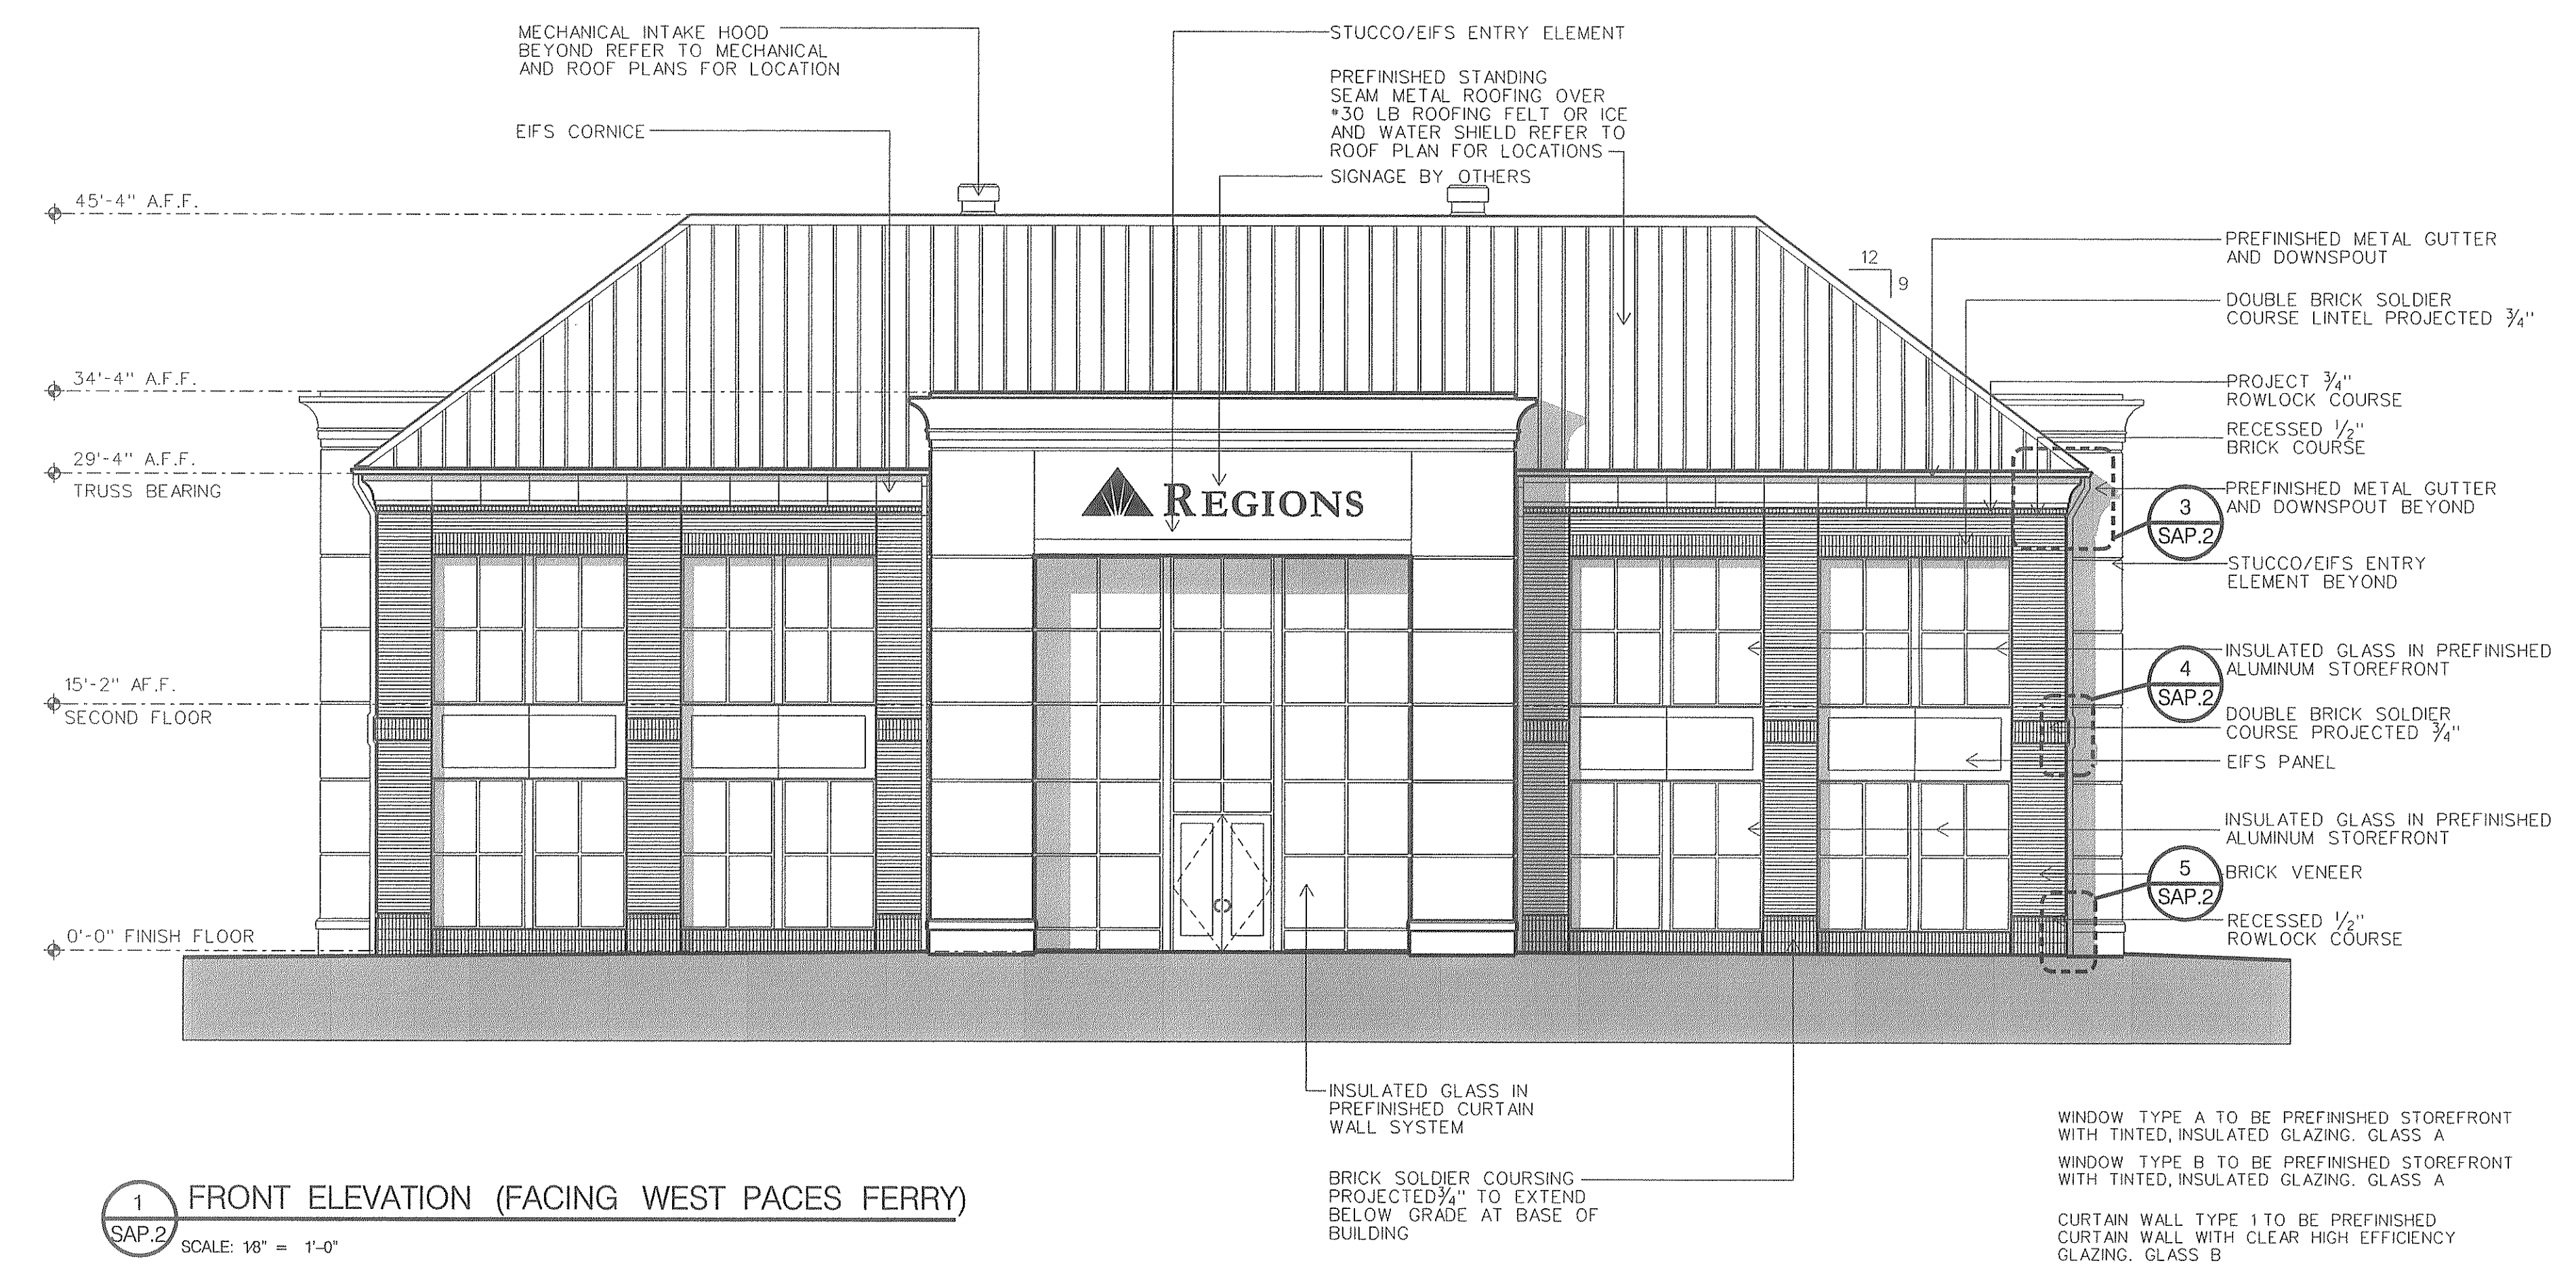 MECHANICAL INTAKE HOOD
BEYOND REFER TO MECHANICAL
AND ROOF PLANS FOR LOCATION
EIFS CORNICE
STUCCO/EIFS ENTRY ELEMENT
PREFINISHED STANDING
SEAM METAL ROOFING OVER
#30 LB ROOFING FELT OR ICE
AND WATER SHIELD REFER TO
ROOF PLAN FOR LOCATIONS
SIGNAGE BY OTHERS
45'-4" A.F.F.
34'-4" A.F.F.
29'-4" A.F.F.
TRUSS BEARING
15'-2" AF.F.
SECOND FLOOR
0'-0" FINISH FLOOR
12
9
REGIONS
PREFINISHED METAL GUTTER
AND DOWNSPOUT
DOUBLE BRICK SOLDIER
COURSE LINTEL PROJECTED 3/4"
PROJECT 3/4"
ROWLOCK COURSE
RECESSED 1/2"
BRICK COURSE
PREFINISHED METAL GUTTER
AND DOWNSPOUT BEYOND
3
SAP.2
STUCCO/EIFS ENTRY
ELEMENT BEYOND
INSULATED GLASS IN PREFINISHED
ALUMINUM STOREFRONT
4
SAP.2
DOUBLE BRICK SOLDIER
COURSE PROJECTED 3/4"
EIFS PANEL
INSULATED GLASS IN PREFINISHED
ALUMINUM STOREFRONT
5
SAP.2
BRICK VENEER
RECESSED 1/2"
ROWLOCK COURSE
INSULATED GLASS IN
PREFINISHED CURTAIN
WALL SYSTEM
BRICK SOLDIER COURSING
PROJECTED 3/4" TO EXTEND
BELOW GRADE AT BASE OF
BUILDING
WINDOW TYPE A TO BE PREFINISHED STOREFRONT
WITH TINTED, INSULATED GLAZING. GLASS A
WINDOW TYPE B TO BE PREFINISHED STOREFRONT
WITH TINTED, INSULATED GLAZING. GLASS A
CURTAIN WALL TYPE 1 TO BE PREFINISHED
CURTAIN WALL WITH CLEAR HIGH EFFICIENCY
GLAZING. GLASS B
1
SAP.2
FRONT ELEVATION (FACING WEST PACES FERRY)
SCALE: 1/8" = 1'-0"